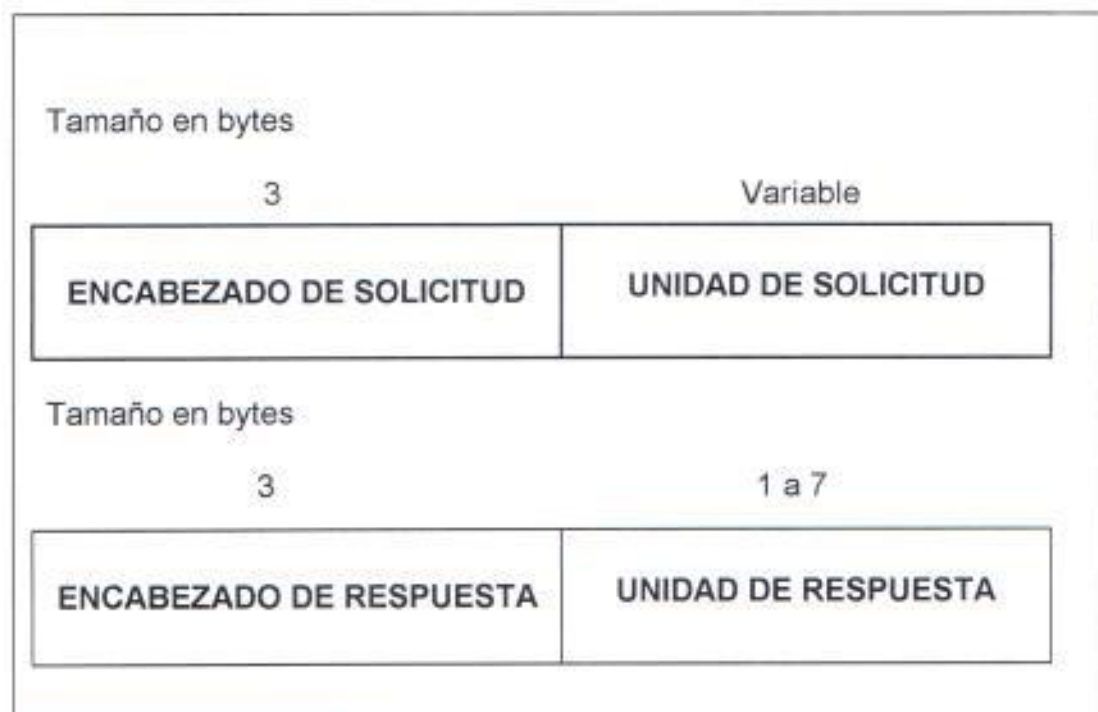 Tamaño en bytes
3 Variable
ENCABEZADO DE SOLICITUD UNIDAD DE SOLICITUD
Tamaño en bytes
3 1 a 7
ENCABEZADO DE RESPUESTA UNIDAD DE RESPUESTA